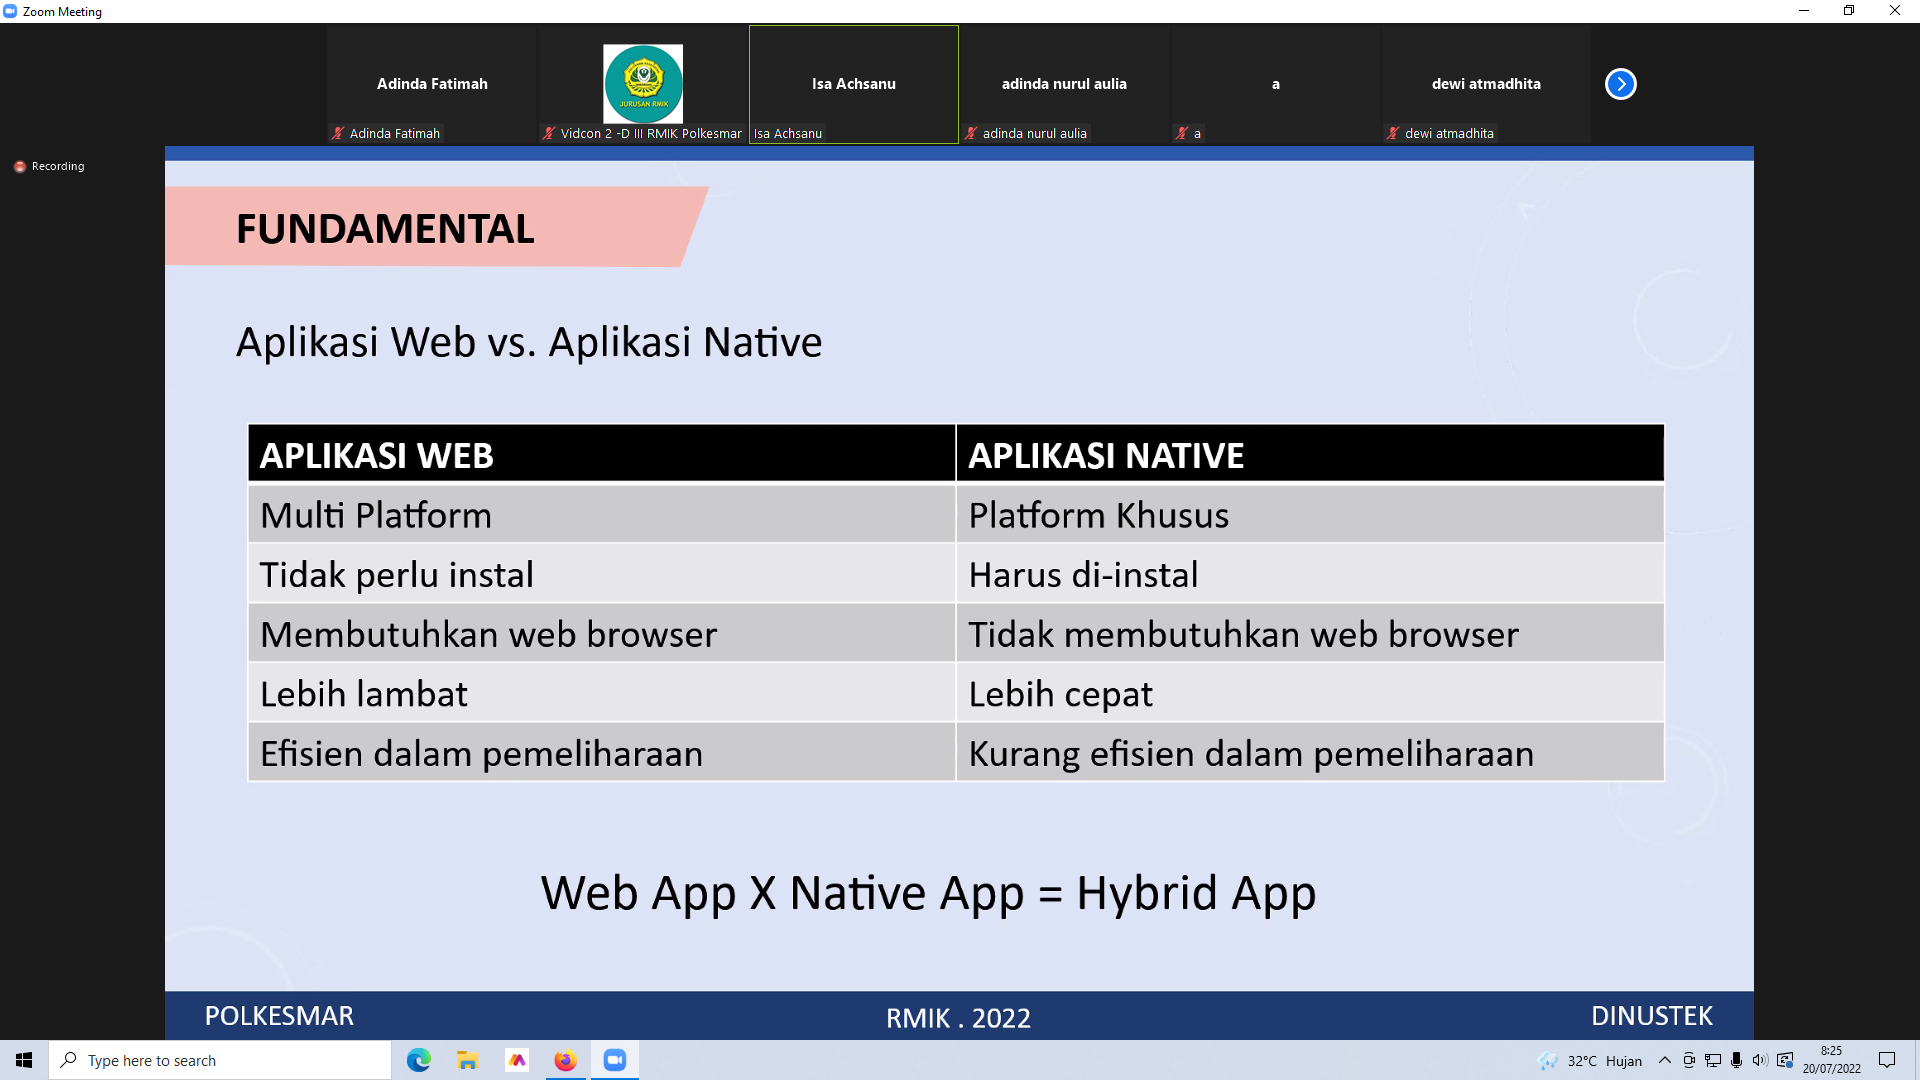 Zoom Meeting
Adinda Fatimah
JURUSAN RMIK
Isa Achsanu
adinda nurul aulia
a
dewi atmadhita
Adinda Fatimah
Vidcon 2 -D III RMIK Polkesmar
Isa Achsanu
adinda nurul aulia
a
dewi atmadhita
Recording
FUNDAMENTAL
Aplikasi Web vs. Aplikasi Native
APLIKASI WEB
APLIKASI NATIVE
Multi Platform
Platform Khusus
Tidak perlu instal
Harus di-instal
Membutuhkan web browser
Tidak membutuhkan web browser
Lebih lambat
Lebih cepat
Efisien dalam pemeliharaan
Kurang efisien dalam pemeliharaan
Web App X Native App = Hybrid App
POLKESMAR
RMIK . 2022
DINUSTEK
Type here to search
32°C Hujan
8:25
20/07/2022